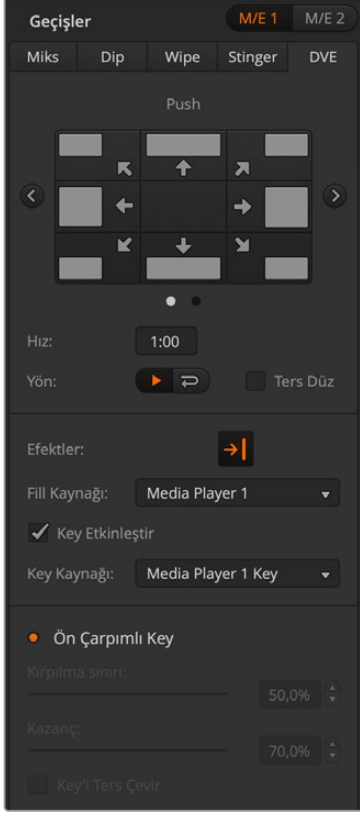 Geçişler M/E 1 M/E 2
Miks Dip Wipe Stinger DVE
Push
Hız: 1:00
Yön: Ters Düz
Efektler:
Fill Kaynağı: Media Player 1
Key Etkinleştir
Key Kaynağı: Media Player 1 Key
Ön Çarpımlı Key
Kırpılma sınırı:
50,0%
Kazanç:
70,0%
Key'i Ters Çevir